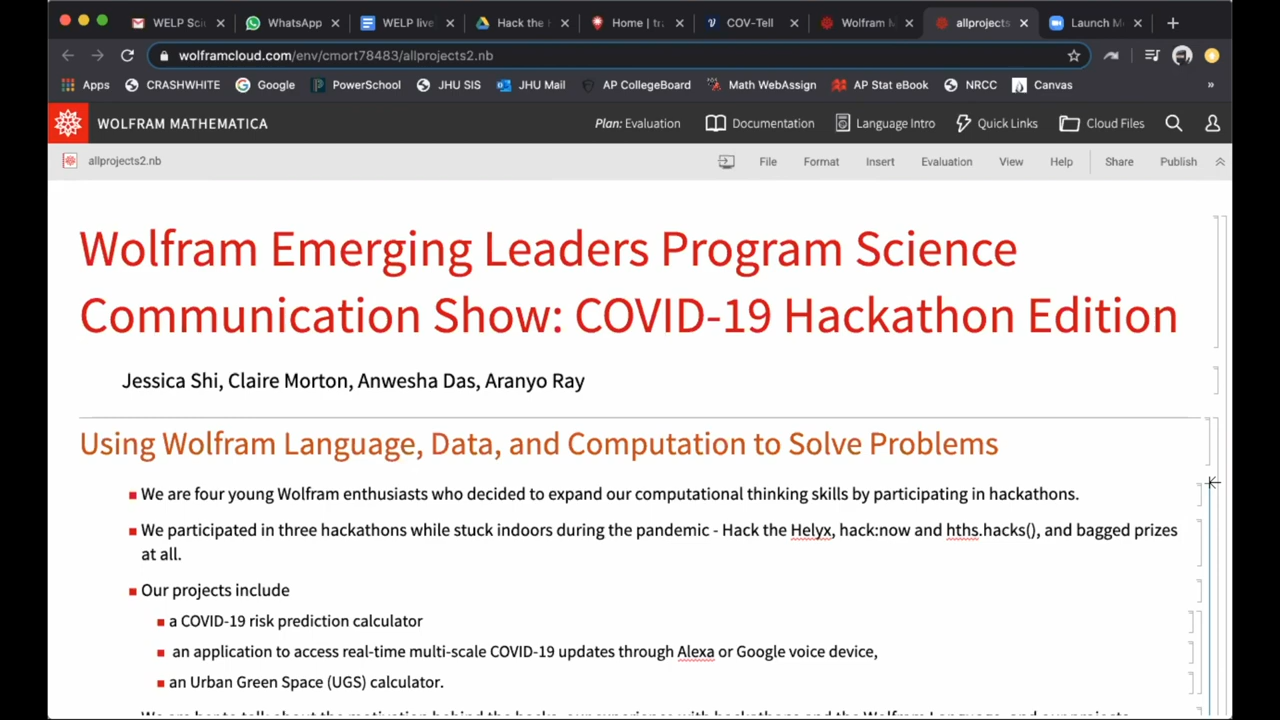 WELP Sci
WhatsApp
WELP live
Hack the
Home | tr
COV-Tell
Wolfram
allprojects
Launch M
wolframcloud.com/env/cmort78483/allprojects2.nb
Apps CRASHWHITE Google PowerSchool JHU SIS JHU Mail AP CollegeBoard Math WebAssign AP Stat eBook NRCC Canvas »
WOLFRAM MATHEMATICA
Plan: Evaluation Documentation Language Intro Quick Links Cloud Files
allprojects2.nb File Format Insert Evaluation View Help Share Publish
Wolfram Emerging Leaders Program Science
Communication Show: COVID-19 Hackathon Edition
Jessica Shi, Claire Morton, Anwesha Das, Aranyo Ray
Using Wolfram Language, Data, and Computation to Solve Problems
We are four young Wolfram enthusiasts who decided to expand our computational thinking skills by participating in hackathons.
We participated in three hackathons while stuck indoors during the pandemic - Hack the Helyx, hack:now and hths.hacks(), and bagged prizes
at all.
Our projects include
a COVID-19 risk prediction calculator
an application to access real-time multi-scale COVID-19 updates through Alexa or Google voice device,
an Urban Green Space (UGS) calculator.